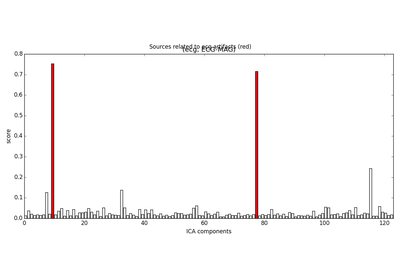 Sources related to ecg artifacts (red)
(ecg, ECG-MAG)
0.8
0.7
0.6
0.5
0.4
0.3
0.2
0.1
0.0
score
0 20 40 60 80 100 120
ICA components